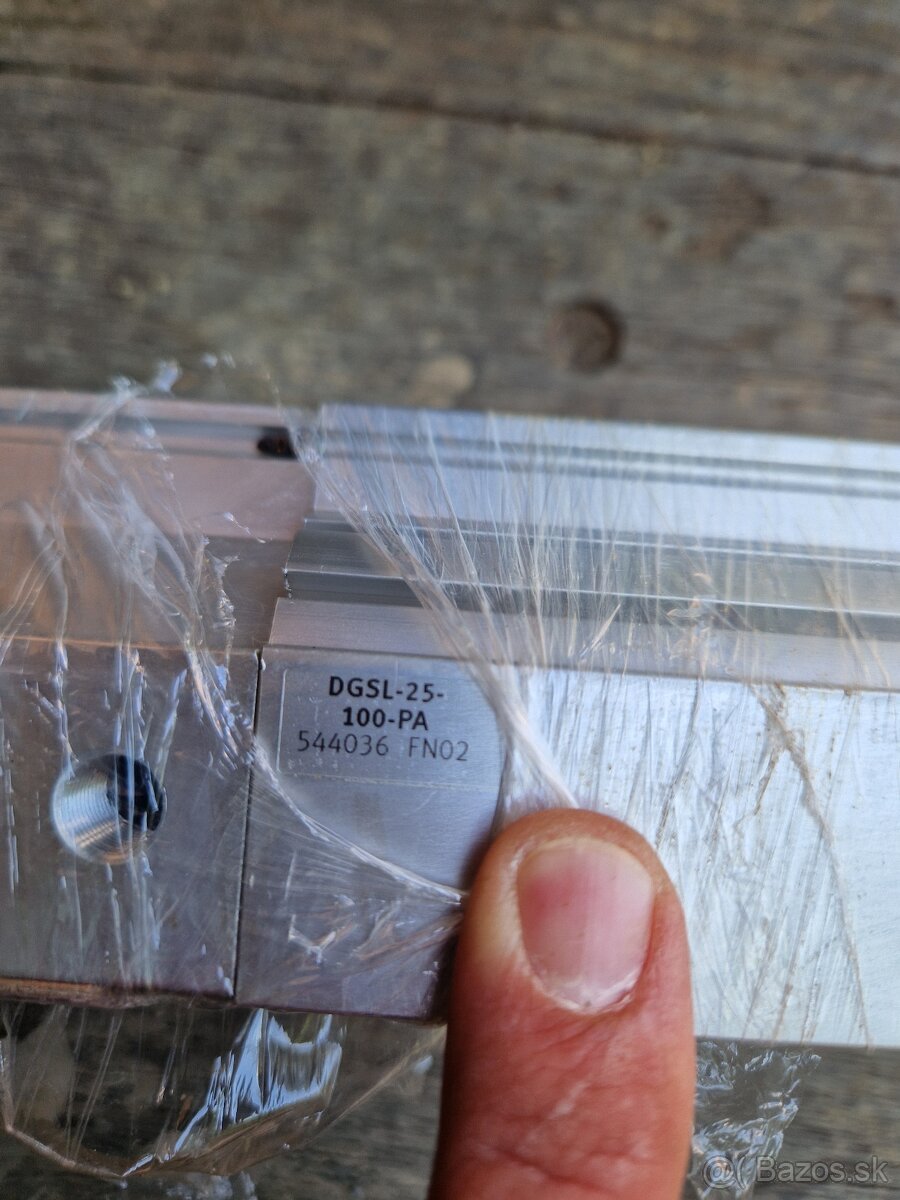 DGSL-25-
100-PA
544036 FN02
Bazos.sk